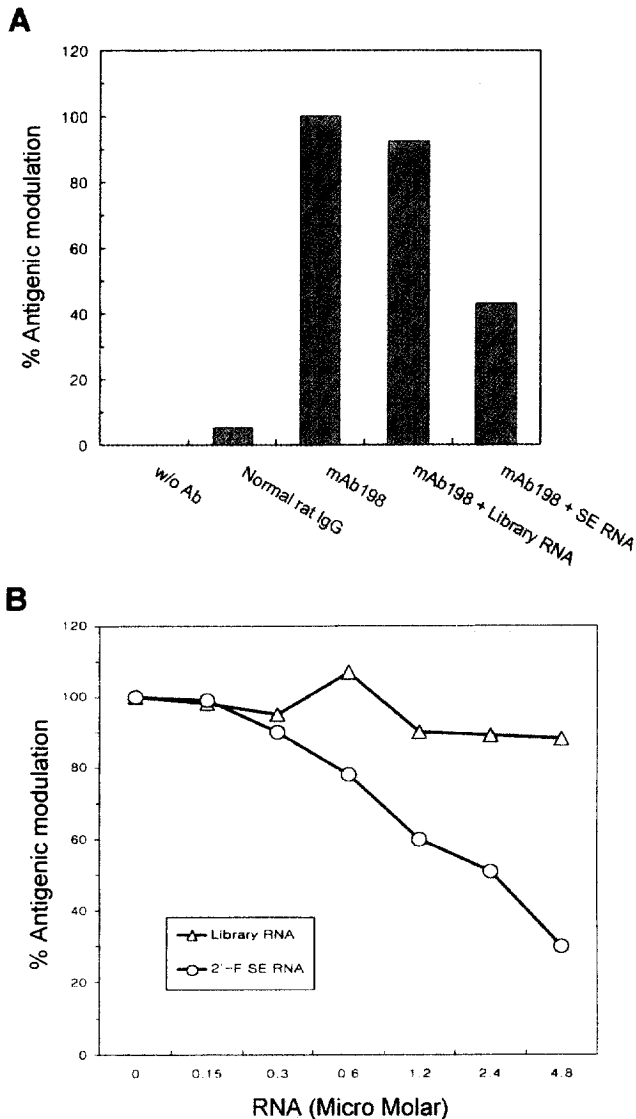 A
% Antigenic modulation
120
100
80
60
40
20
0
w/o Ab
Normal rat IgG
mAb198
mAb198 + Library RNA
mAb198 + SE RNA
B
% Antigenic modulation
120
100
80
60
40
20
0
Library RNA
2'-F SE RNA
0 0.15 0.3 0.6 1.2 2.4 4.8
RNA (Micro Molar)